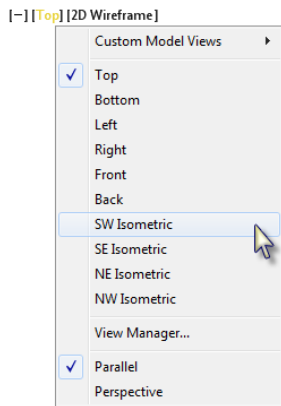 [−] [Top] [2D Wireframe]
Custom Model Views
Top
Bottom
Left
Right
Front
Back
SW Isometric
SE Isometric
NE Isometric
NW Isometric
View Manager...
Parallel
Perspective